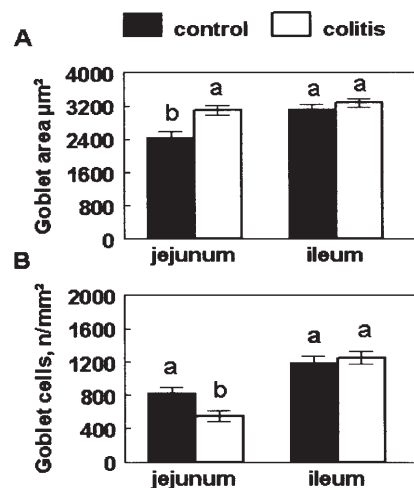 control colitis
A
Goblet area µm²
4000
3200
2400
1600
800
0
b a a a
jejunum ileum
B
Goblet cells, n/mm²
2000
1600
1200
800
400
0
a b a a
jejunum ileum